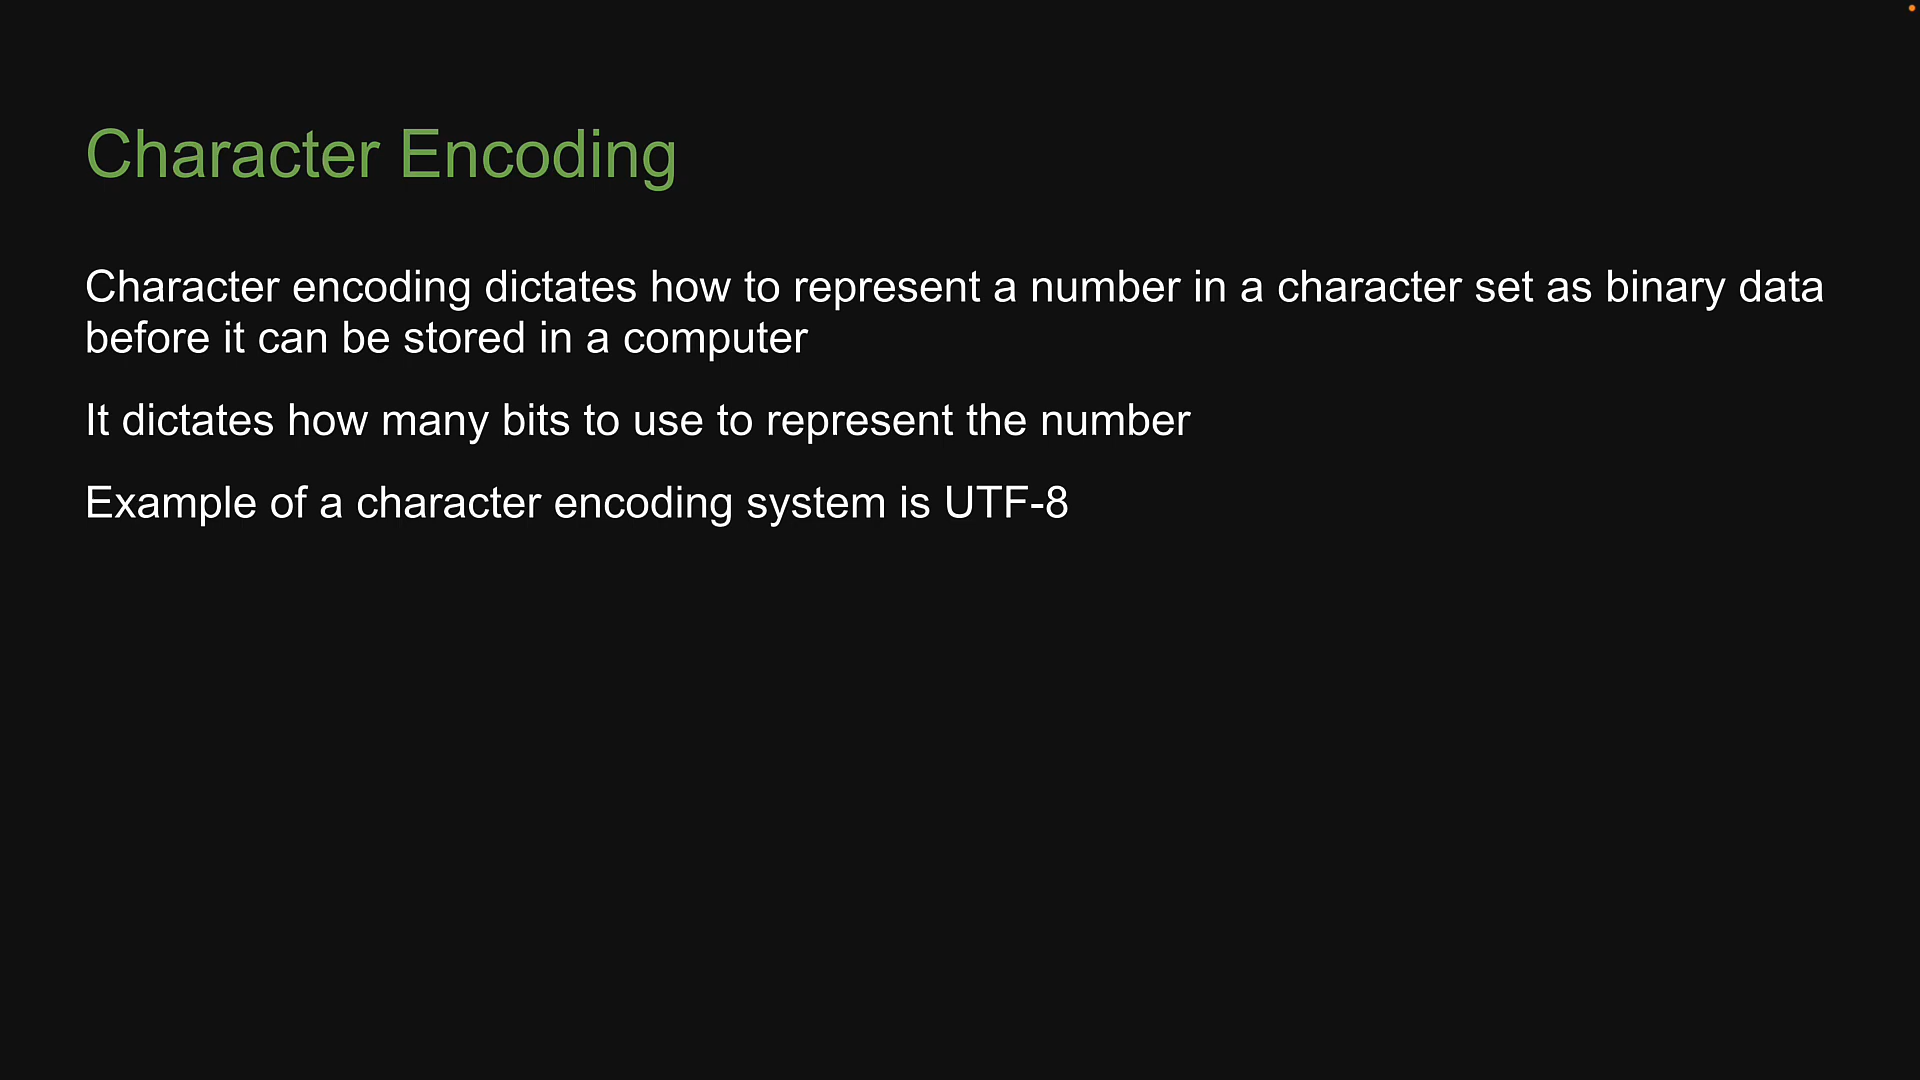 Character Encoding
Character encoding dictates how to represent a number in a character set as binary data
before it can be stored in a computer
It dictates how many bits to use to represent the number
Example of a character encoding system is UTF-8